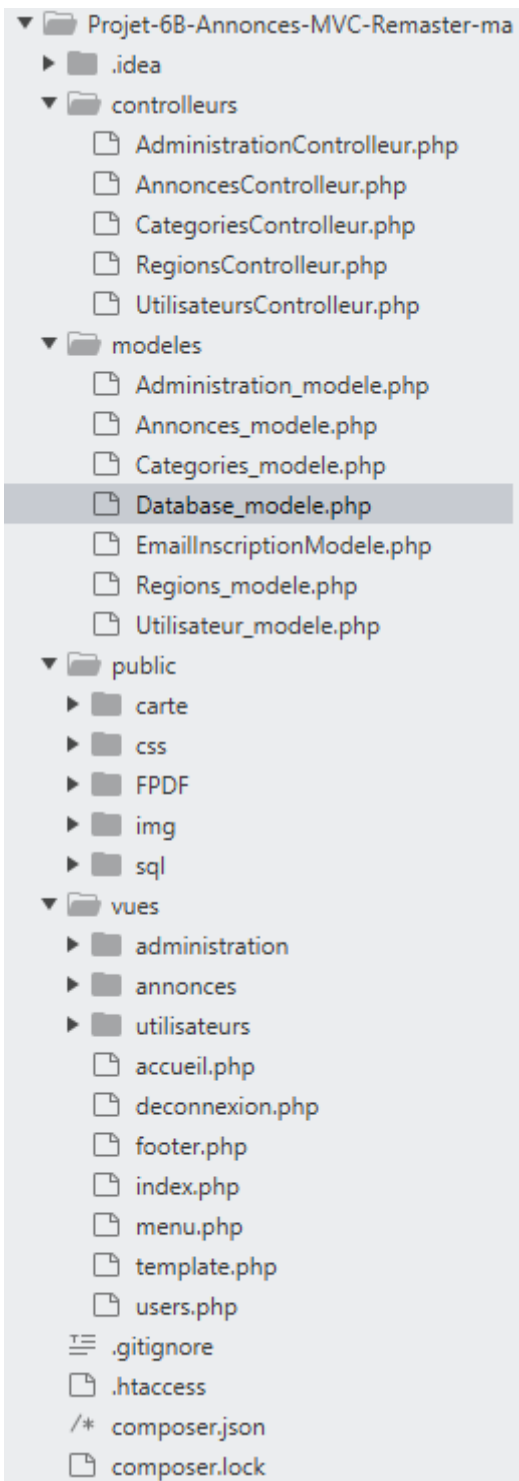 Projet-6B-Annonces-MVC-Remaster-ma
.idea
controlleurs
AdministrationControlleur.php
AnnoncesControlleur.php
CategoriesControlleur.php
RegionsControlleur.php
UtilisateursControlleur.php
modeles
Administration_modele.php
Annonces_modele.php
Categories_modele.php
Database_modele.php
EmailInscriptionModele.php
Regions_modele.php
Utilisateur_modele.php
public
carte
css
FPDF
img
sql
vues
administration
annonces
utilisateurs
accueil.php
deconnexion.php
footer.php
index.php
menu.php
template.php
users.php
.gitignore
.htaccess
/* composer.json
composer.lock